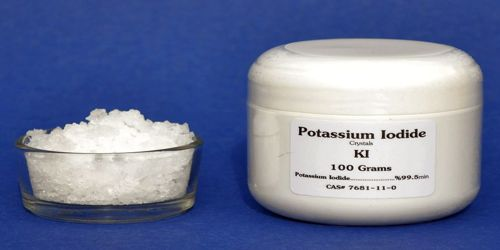 Potassium Iodide
Crystals
KI
100 Grams
Potassium Iodide..................%99.5min
CAS# 7681-11-0